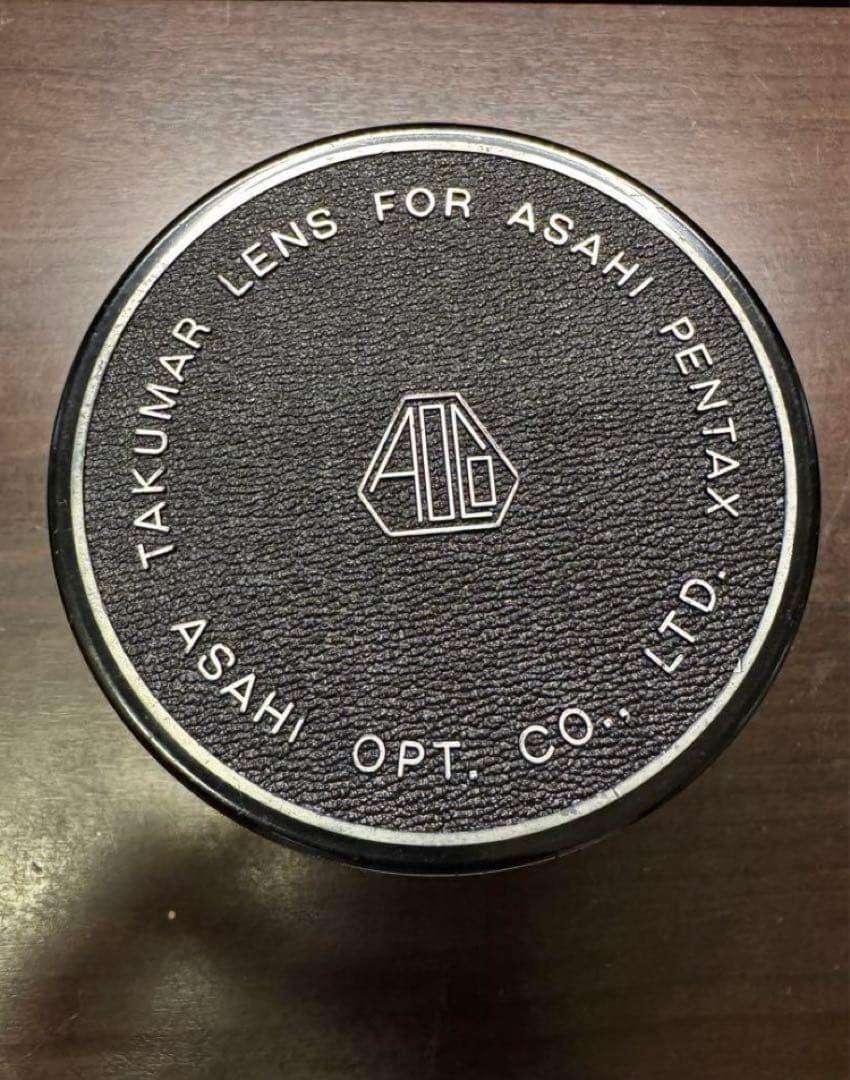 TAKUMAR LENS FOR ASAHI PENTAX
AOCo
ASAHI OPT. CO., LTD.